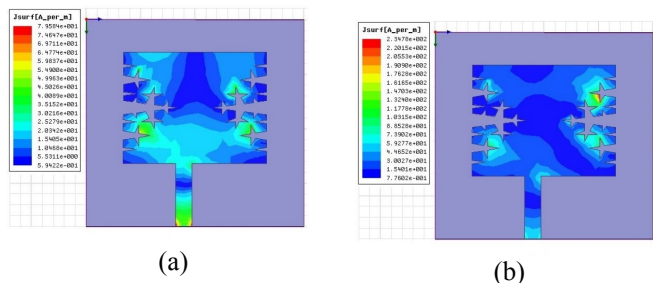 Jsurf[A_per_m]
7.9584e+001
7.4647e+001
6.9711e+001
6.4774e+001
5.9837e+001
5.4900e+001
4.9963e+001
4.5026e+001
4.0089e+001
3.5152e+001
3.0216e+001
2.5279e+001
2.0342e+001
1.5405e+001
1.0468e+001
5.5311e+000
5.9422e-001
(a)
Jsurf[A_per_m]
2.3478e+002
2.2015e+002
2.0553e+002
1.9090e+002
1.7628e+002
1.6165e+002
1.4703e+002
1.3240e+002
1.1778e+002
1.0315e+002
8.8528e+001
7.3902e+001
5.9277e+001
4.4652e+001
3.0027e+001
1.5401e+001
7.7602e-001
(b)